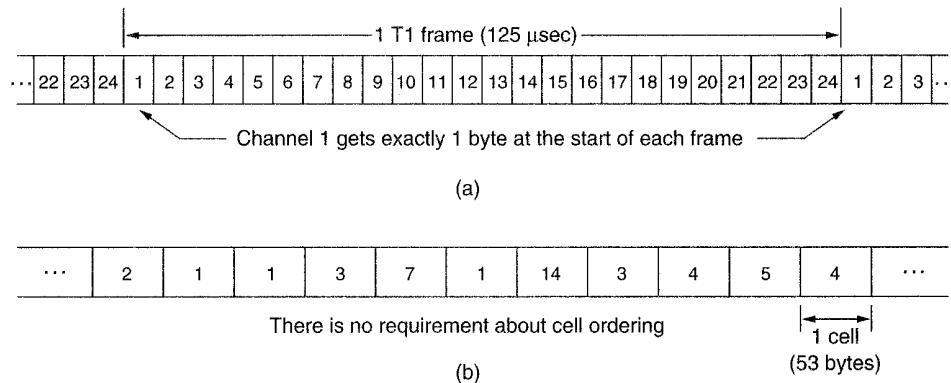 1 T1 frame (125 µsec)
··· 22 23 24 1 2 3 4 5 6 7 8 9 10 11 12 13 14 15 16 17 18 19 20 21 22 23 24 1 2 3 ···
Channel 1 gets exactly 1 byte at the start of each frame
(a)
··· 2 1 1 3 7 1 14 3 4 5 4 ···
There is no requirement about cell ordering
1 cell
(53 bytes)
(b)